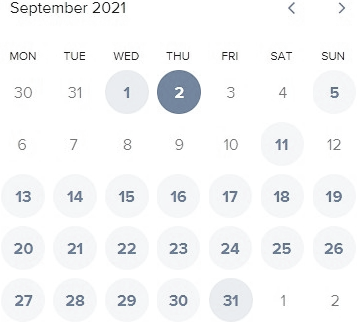 September 2021
MON TUE WED THU FRI SAT SUN
30 31 1 2 3 4 5
6 7 8 9 10 11 12
13 14 15 16 17 18 19
20 21 22 23 24 25 26
27 28 29 30 31 1 2